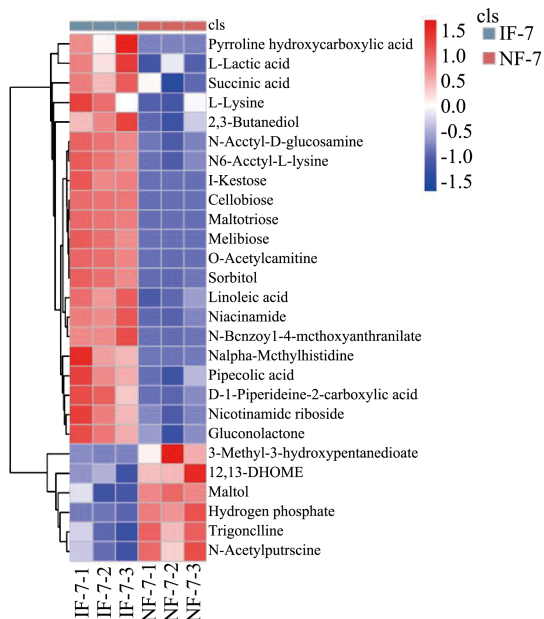 cls
Pyrroline hydroxycarboxylic acid
L-Lactic acid
Succinic acid
L-Lysine
2,3-Butanediol
N-Acctyl-D-glucosamine
N6-Acctyl-L-lysine
I-Kestose
Cellobiose
Maltotriose
Melibiose
O-Acetylcamitine
Sorbitol
Linoleic acid
Niacinamide
N-Bcnzoy1-4-mcthoxyanthranilate
Nalpha-Mcthylhistidine
Pipecolic acid
D-1-Piperideine-2-carboxylic acid
Nicotinamidc riboside
Gluconolactone
3-Methyl-3-hydroxypentanedioate
12,13-DHOME
Maltol
Hydrogen phosphate
Trigonclline
N-Acetylputrscine
IF-7-1
IF-7-2
IF-7-3
NF-7-1
NF-7-2
NF-7-3
1.5
1.0
0.5
0.0
-0.5
-1.0
-1.5
cls
IF-7
NF-7